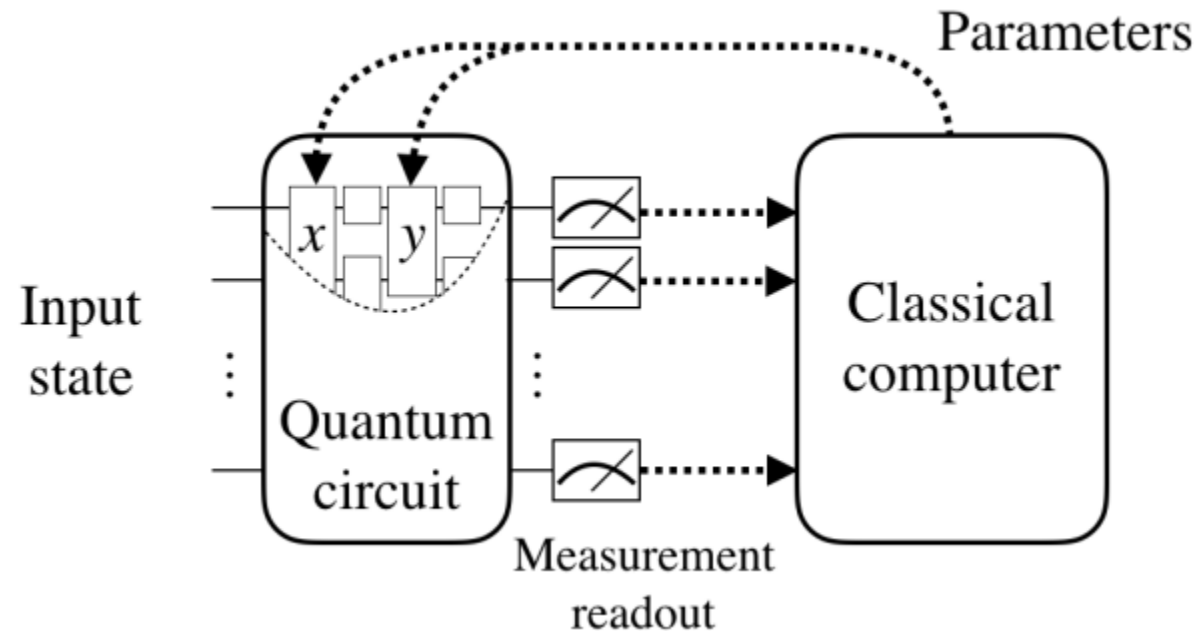 Parameters
x
y
Input
state
Quantum
circuit
Classical
computer
Measurement
readout